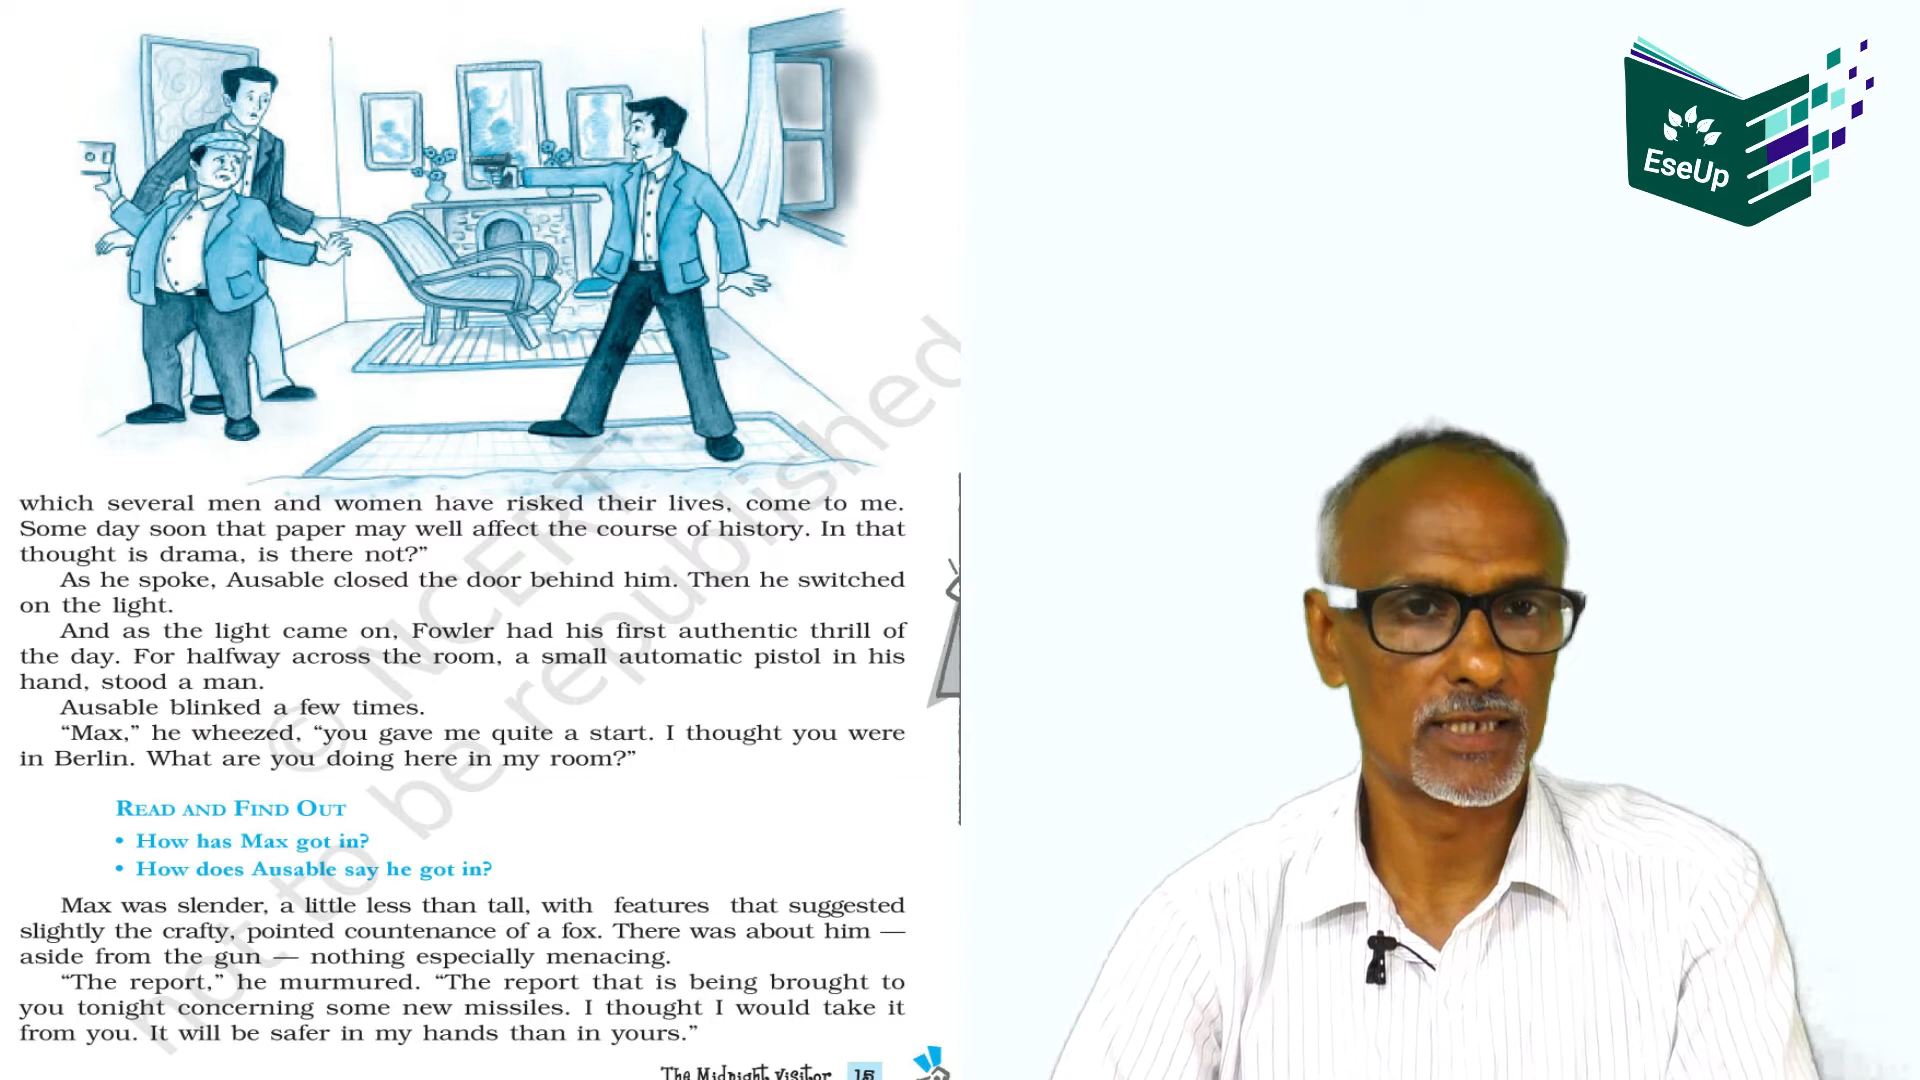 which several men and women have risked their lives, come to me.
Some day soon that paper may well affect the course of history. In that
thought is drama, is there not?”
As he spoke, Ausable closed the door behind him. Then he switched
on the light.
And as the light came on, Fowler had his first authentic thrill of
the day. For halfway across the room, a small automatic pistol in his
hand, stood a man.
Ausable blinked a few times.
“Max,” he wheezed, “you gave me quite a start. I thought you were
in Berlin. What are you doing here in my room?”
READ AND FIND OUT
• How has Max got in?
• How does Ausable say he got in?
Max was slender, a little less than tall, with features that suggested
slightly the crafty, pointed countenance of a fox. There was about him —
aside from the gun — nothing especially menacing.
“The report,” he murmured. “The report that is being brought to
you tonight concerning some new missiles. I thought I would take it
from you. It will be safer in my hands than in yours.”
The Midnight Visitor 15
© NCERT
not to be republished
EseUp